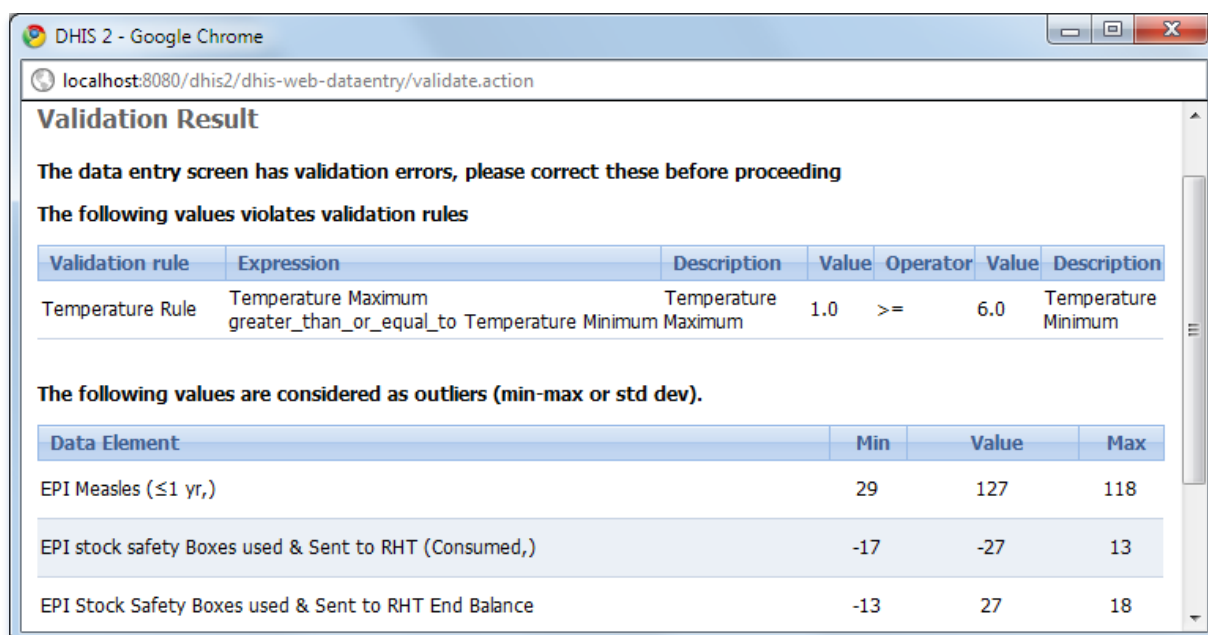 DHIS 2 - Google Chrome
localhost:8080/dhis2/dhis-web-dataentry/validate.action
Validation Result
The data entry screen has validation errors, please correct these before proceeding
The following values violates validation rules
Validation rule Expression Description Value Operator Value Description
Temperature Rule Temperature Maximum greater_than_or_equal_to Temperature Minimum Temperature Maximum 1.0 >= 6.0 Temperature Minimum
The following values are considered as outliers (min-max or std dev).
Data Element Min Value Max
EPI Measles (≤1 yr,) 29 127 118
EPI stock safety Boxes used & Sent to RHT (Consumed,) -17 -27 13
EPI Stock Safety Boxes used & Sent to RHT End Balance -13 27 18